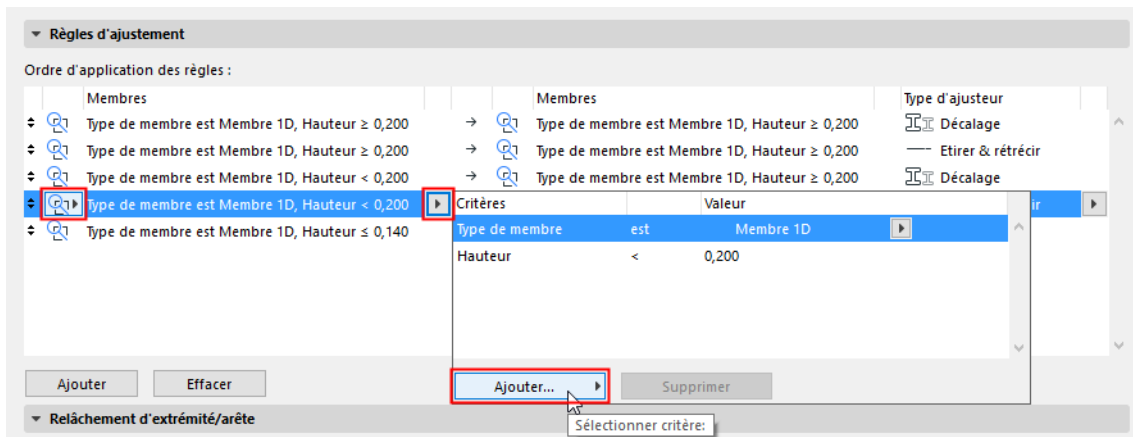 Règles d'ajustement
Ordre d'application des règles :
Membres Membres Type d'ajusteur
Type de membre est Membre 1D, Hauteur ≥ 0,200 → Type de membre est Membre 1D, Hauteur ≥ 0,200 Décalage
Type de membre est Membre 1D, Hauteur ≥ 0,200 → Type de membre est Membre 1D, Hauteur ≥ 0,200 Etirer & rétrécir
Type de membre est Membre 1D, Hauteur < 0,200 → Type de membre est Membre 1D, Hauteur ≥ 0,200 Décalage
Type de membre est Membre 1D, Hauteur < 0,200 Critères Valeur ir
Type de membre est Membre 1D, Hauteur ≤ 0,140 Type de membre est Membre 1D
Hauteur < 0,200
Ajouter Effacer Ajouter... Supprimer
Relâchement d'extrémité/arête Sélectionner critère: